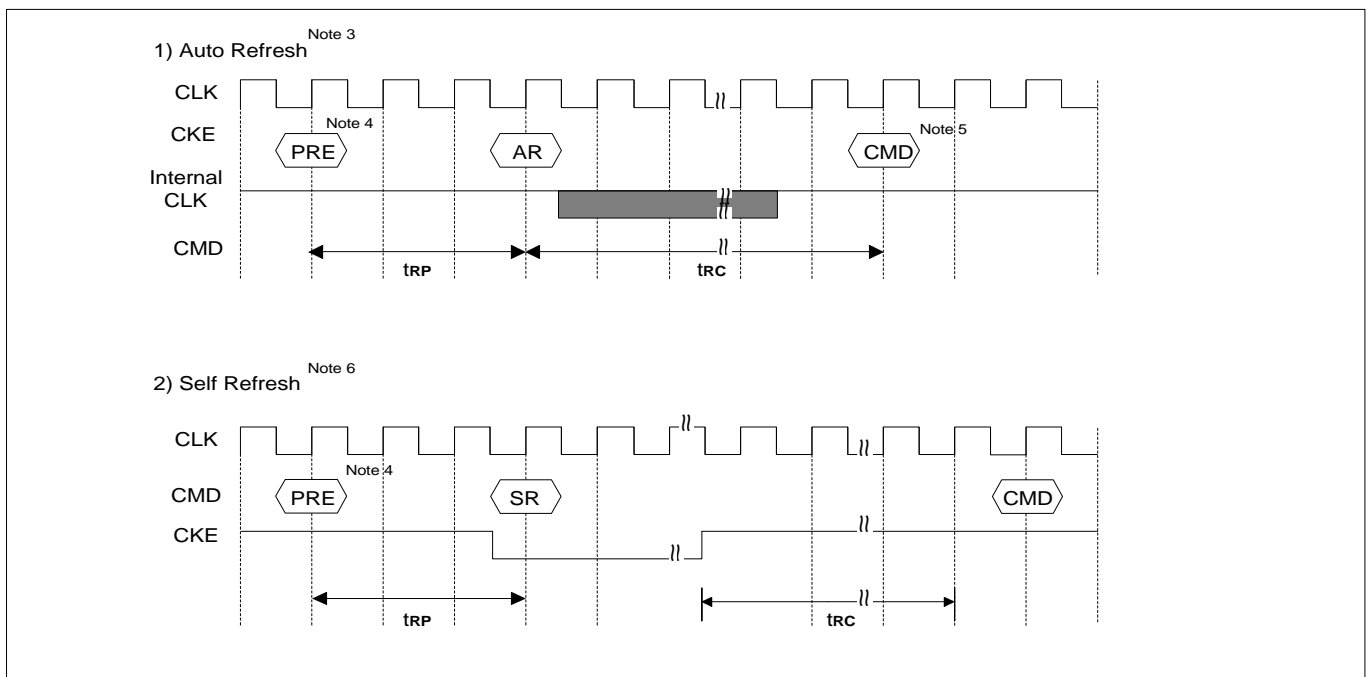 1) Auto Refresh Note 3
CLK
CKE
Note 4
Note 5
PRE
AR
CMD
Internal
CLK
CMD
tRP
tRC
2) Self Refresh Note 6
CLK
Note 4
CMD
PRE
SR
CMD
CKE
tRP
tRC